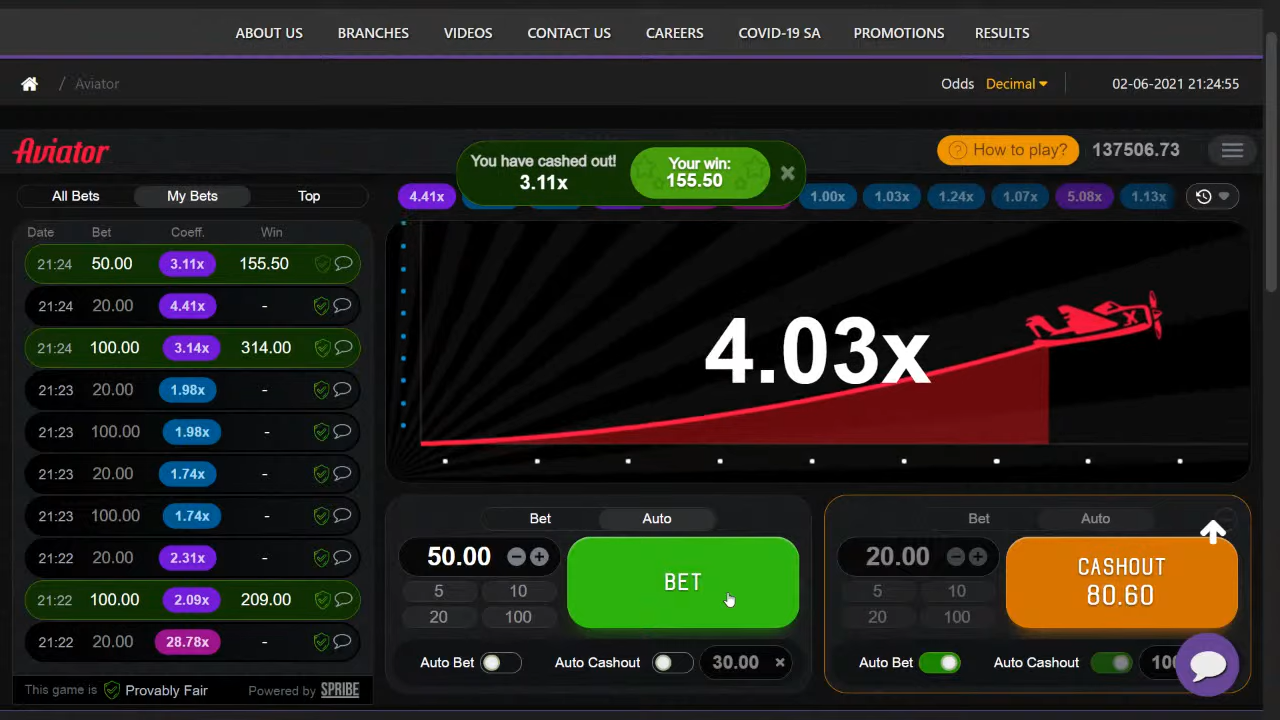 ABOUT US BRANCHES VIDEOS CONTACT US CAREERS COVID-19 SA PROMOTIONS RESULTS
/ Aviator
Odds Decimal 02-06-2021 21:24:55
Aviator
You have cashed out!
3.11x
Your win:
155.50
How to play? 137506.73
All Bets My Bets Top
4.41x 1.00x 1.03x 1.24x 1.07x 5.08x 1.13x
Date Bet Coeff. Win
21:24 50.00 3.11x 155.50
21:24 20.00 4.41x -
21:24 100.00 3.14x 314.00
21:23 20.00 1.98x -
21:23 100.00 1.98x -
21:23 20.00 1.74x -
21:23 100.00 1.74x -
21:22 20.00 2.31x -
21:22 100.00 2.09x 209.00
21:22 20.00 28.78x -
This game is Provably Fair Powered by SPRIBE
4.03x
X
Bet Auto
50.00
5 10
20 100
BET
Auto Bet Auto Cashout 30.00
Bet Auto
20.00
5 10
20 100
CASHOUT
80.60
Auto Bet Auto Cashout